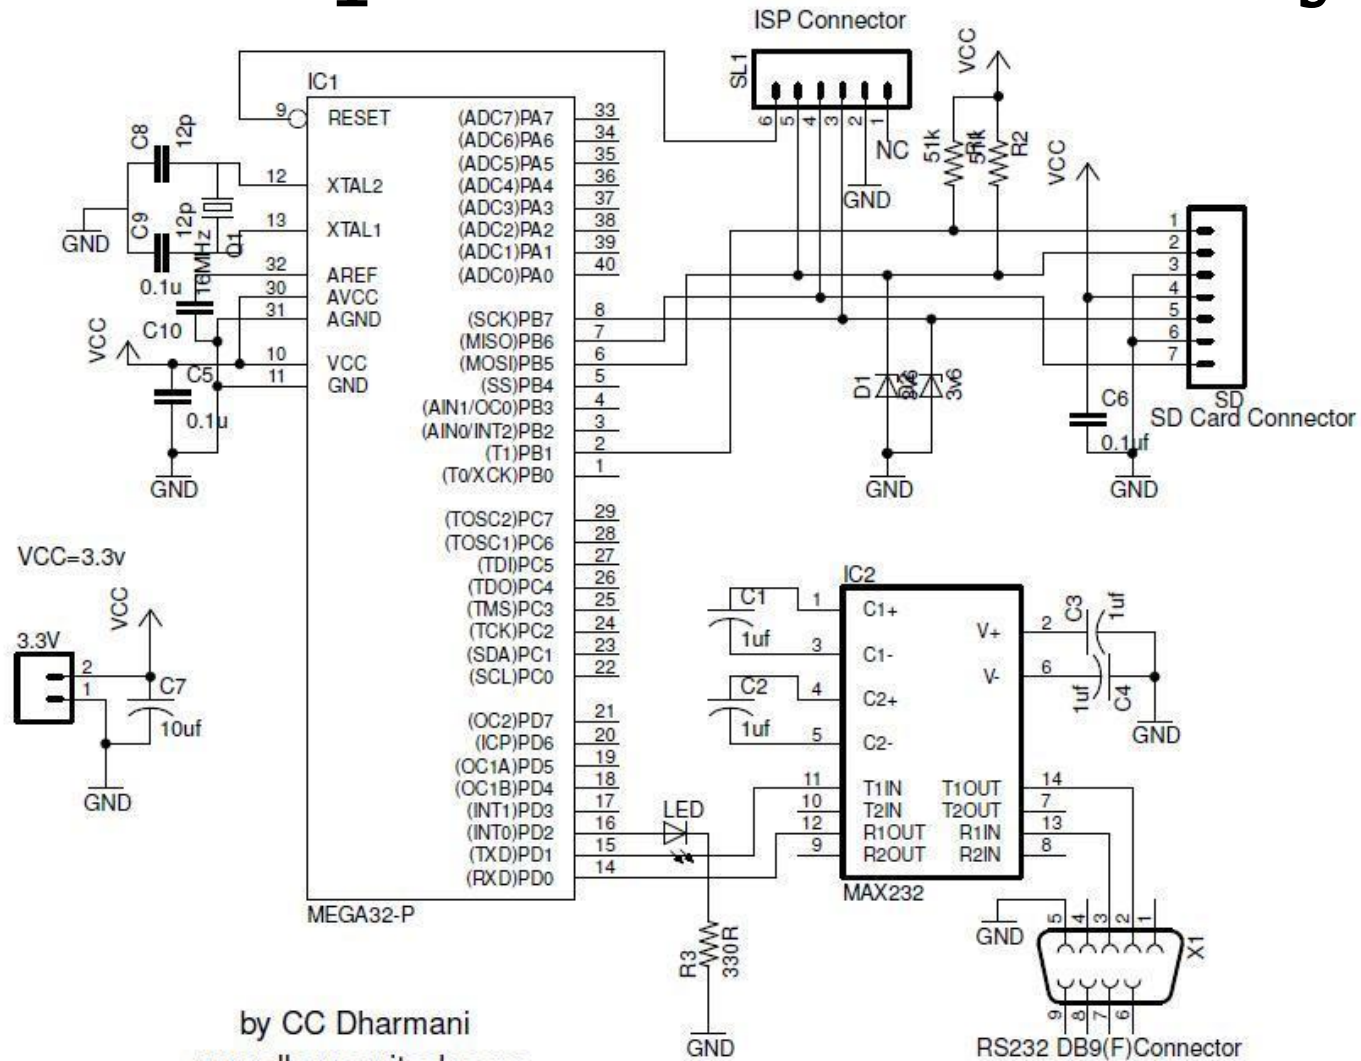 ISP Connector
SL1
6 5 4 3 2 1
NC
GND
VCC
51k
R2
VCC
IC1
9 RESET
12 XTAL2
13 XTAL1
32 AREF
30 AVCC
31 AGND
10 VCC
11 GND
C8 12p
C9 12p
GND
16MHz
Q1
0.1u
C10
VCC
C5
0.1u
GND
(ADC7)PA7 33
(ADC6)PA6 34
(ADC5)PA5 35
(ADC4)PA4 36
(ADC3)PA3 37
(ADC2)PA2 38
(ADC1)PA1 39
(ADC0)PA0 40
(SCK)PB7 8
(MISO)PB6 7
(MOSI)PB5 6
(SS)PB4 5
(AIN1/OC0)PB3 4
(AIN0/INT2)PB2 3
(T1)PB1 2
(T0/XCK)PB0 1
(TOSC2)PC7 29
(TOSC1)PC6 28
(TDI)PC5 27
(TDO)PC4 26
(TMS)PC3 25
(TCK)PC2 24
(SDA)PC1 23
(SCL)PC0 22
(OC2)PD7 21
(ICP)PD6 20
(OC1A)PD5 19
(OC1B)PD4 18
(INT1)PD3 17
(INT0)PD2 16
(TXD)PD1 15
(RXD)PD0 14
MEGA32-P
D1
3v6
GND
1
2
3
4
5
6
7
SD
SD Card Connector
C6
0.1uf
GND
VCC=3.3v
VCC
3.3V
2
1
C7
10uf
GND
IC2
C1
1uf
C2
1uf
1 C1+
3 C1-
4 C2+
5 C2-
11 T1IN
10 T2IN
12 R1OUT
9 R2OUT
V+ 2
V- 6
T1OUT 14
T2OUT 7
R1IN 13
R2IN 8
MAX232
C3 1uf
1uf C4
GND
LED
R3
330R
GND
GND
5 4 3 2 1
X1
9 8 7 6
RS232 DB9(F)Connector
by CC Dharmani